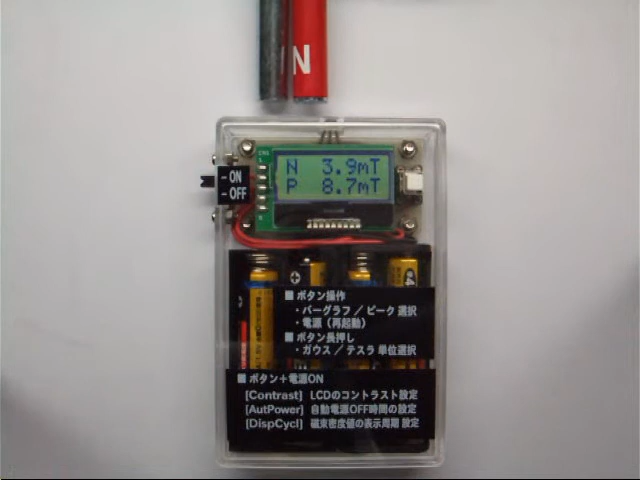 N
- ON
- OFF
N 3.9mT
P 8.7mT
■ ボタン操作
・バーグラフ／ピーク 選択
・電源（再起動）
■ ボタン長押し
・ガウス／テスラ 単位選択
■ ボタン＋電源ON
[Contrast] LCDのコントラスト設定
[AutPower] 自動電源OFF時間の設定
[DispCycl] 磁束密度値の表示周期 設定